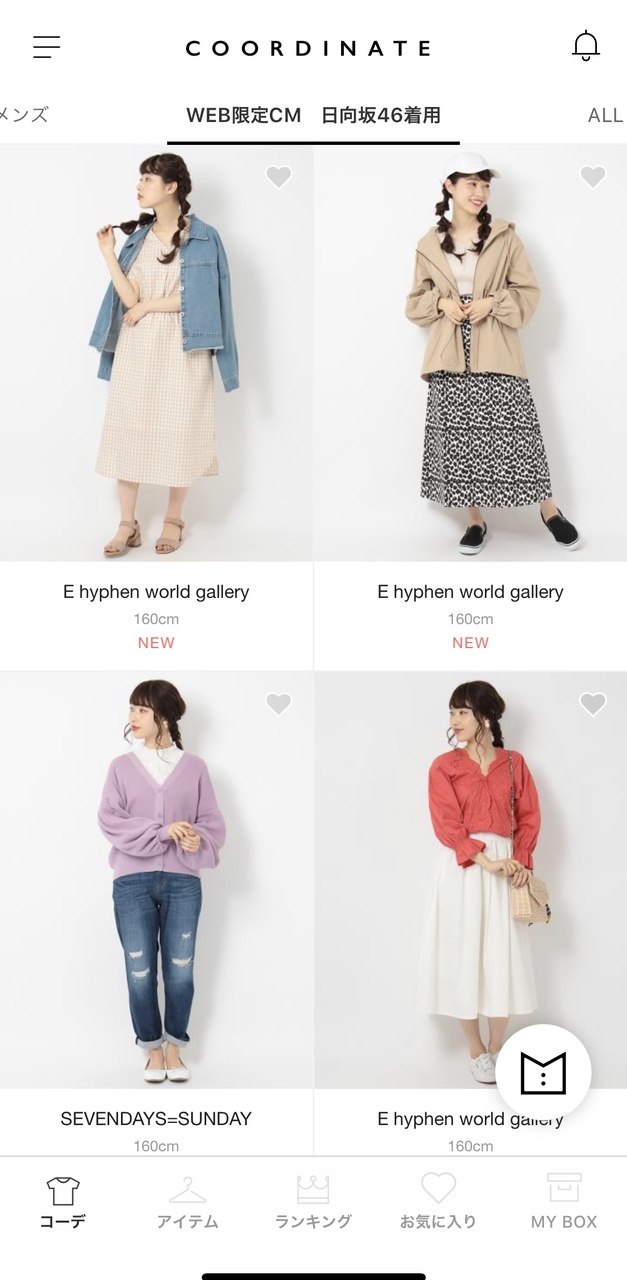 COORDINATE
メンズ
WEB限定CM　日向坂46着用
ALL
E hyphen world gallery
160cm
NEW
E hyphen world gallery
160cm
NEW
SEVENDAYS=SUNDAY
160cm
E hyphen world gallery
160cm
コーデ
アイテム
ランキング
お気に入り
MY BOX